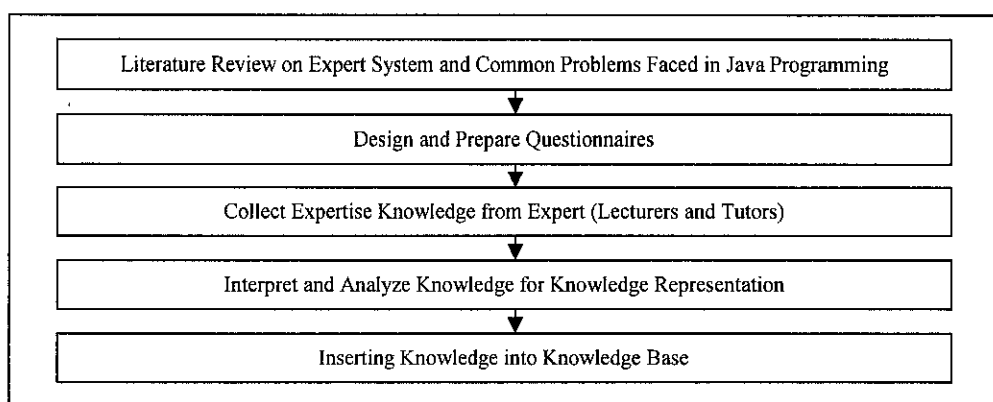 Literature Review on Expert System and Common Problems Faced in Java Programming
Design and Prepare Questionnaires
Collect Expertise Knowledge from Expert (Lecturers and Tutors)
Interpret and Analyze Knowledge for Knowledge Representation
Inserting Knowledge into Knowledge Base